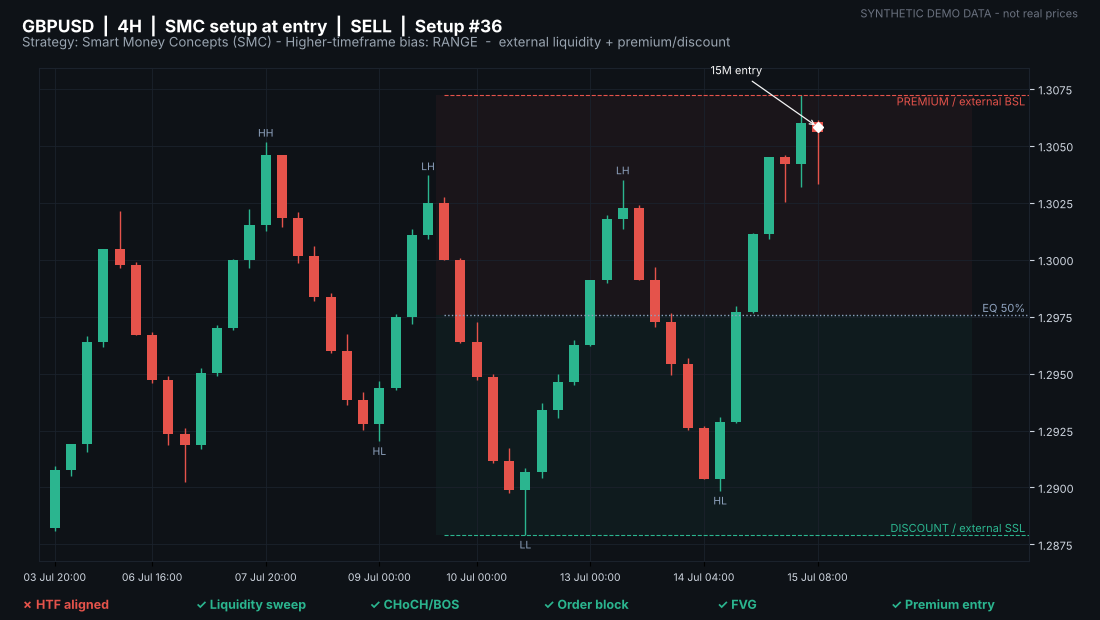 GBPUSD | 4H | SMC setup at entry | SELL | Setup #36
SYNTHETIC DEMO DATA - not real prices
Strategy: Smart Money Concepts (SMC) - Higher-timeframe bias: RANGE - external liquidity + premium/discount
15M entry
1.3075
PREMIUM / external BSL
HH
1.3050
LH
LH
1.3025
1.3000
EQ 50%
1.2975
1.2950
1.2925
HL
1.2900
HL
DISCOUNT / external SSL
LL
1.2875
03 Jul 20:00 06 Jul 16:00 07 Jul 20:00 09 Jul 00:00 10 Jul 00:00 13 Jul 00:00 14 Jul 04:00 15 Jul 08:00
× HTF aligned ✓ Liquidity sweep ✓ CHoCH/BOS ✓ Order block ✓ FVG ✓ Premium entry